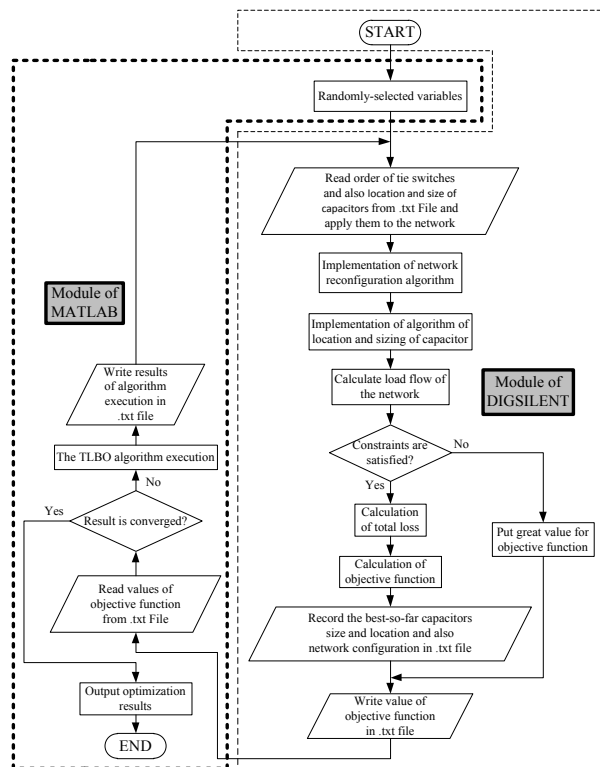 START
Randomly-selected variables
Read order of tie switches
and also location and size of
capacitors from .txt File and
apply them to the network
Implementation of network
reconfiguration algorithm
Implementation of algorithm of
location and sizing of capacitor
Calculate load flow of
the network
Module of
DIGSILENT
Constraints are
satisfied?
No
Yes
Calculation
of total loss
Put great value for
objective function
Calculation of
objective function
Record the best-so-far capacitors
size and location and also
network configuration in .txt file
Write value of
objective function
in .txt file
Module of
MATLAB
Write results
of algorithm
execution in
.txt file
The TLBO algorithm execution
No
Yes
Result is converged?
Read values of
objective function
from .txt File
Output optimization
results
END